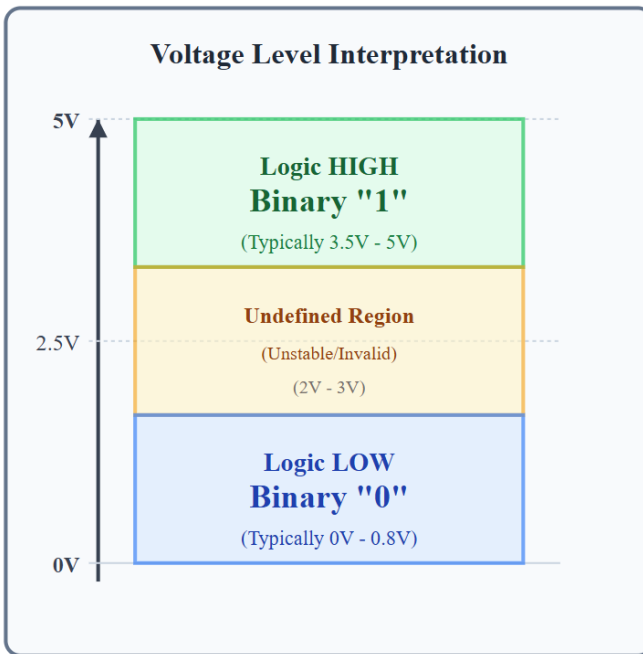 Voltage Level Interpretation
5V
Logic HIGH
Binary "1"
(Typically 3.5V - 5V)
Undefined Region
2.5V
(Unstable/Invalid)
(2V - 3V)
Logic LOW
Binary "0"
(Typically 0V - 0.8V)
0V